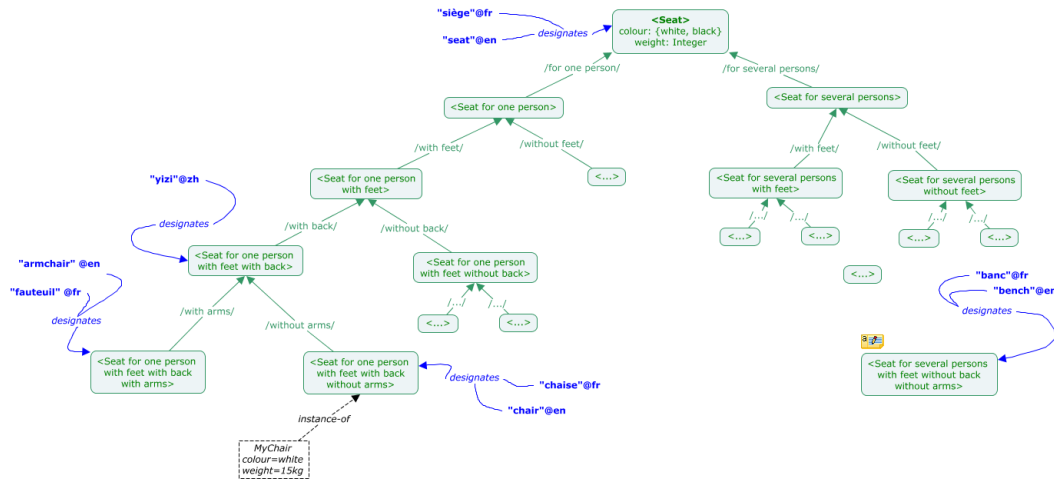 "siège"@fr
"seat"@en
designates
<Seat>
colour: {white, black}
weight: Integer
/for one person/
/for several persons/
<Seat for one person>
<Seat for several persons>
/with feet/
/without feet/
/with feet/
/without feet/
"yizi"@zh
designates
<Seat for one person
with feet>
<...>
<Seat for several persons
with feet>
<Seat for several persons
without feet>
/with back/
/without back/
/.../
/.../
/.../
/.../
<...>
<...>
<...>
<...>
<Seat for one person
with feet with back>
<Seat for one person
with feet without back>
<...>
"armchair" @en
"fauteuil" @fr
designates
"banc"@fr
"bench"@en
designates
/with arms/
/without arms/
/.../
/.../
<...>
<...>
<Seat for one person
with feet with back
with arms>
<Seat for one person
with feet with back
without arms>
designates
"chaise"@fr
"chair"@en
<Seat for several persons
with feet without back
without arms>
instance-of
MyChair
colour=white
weight=15kg